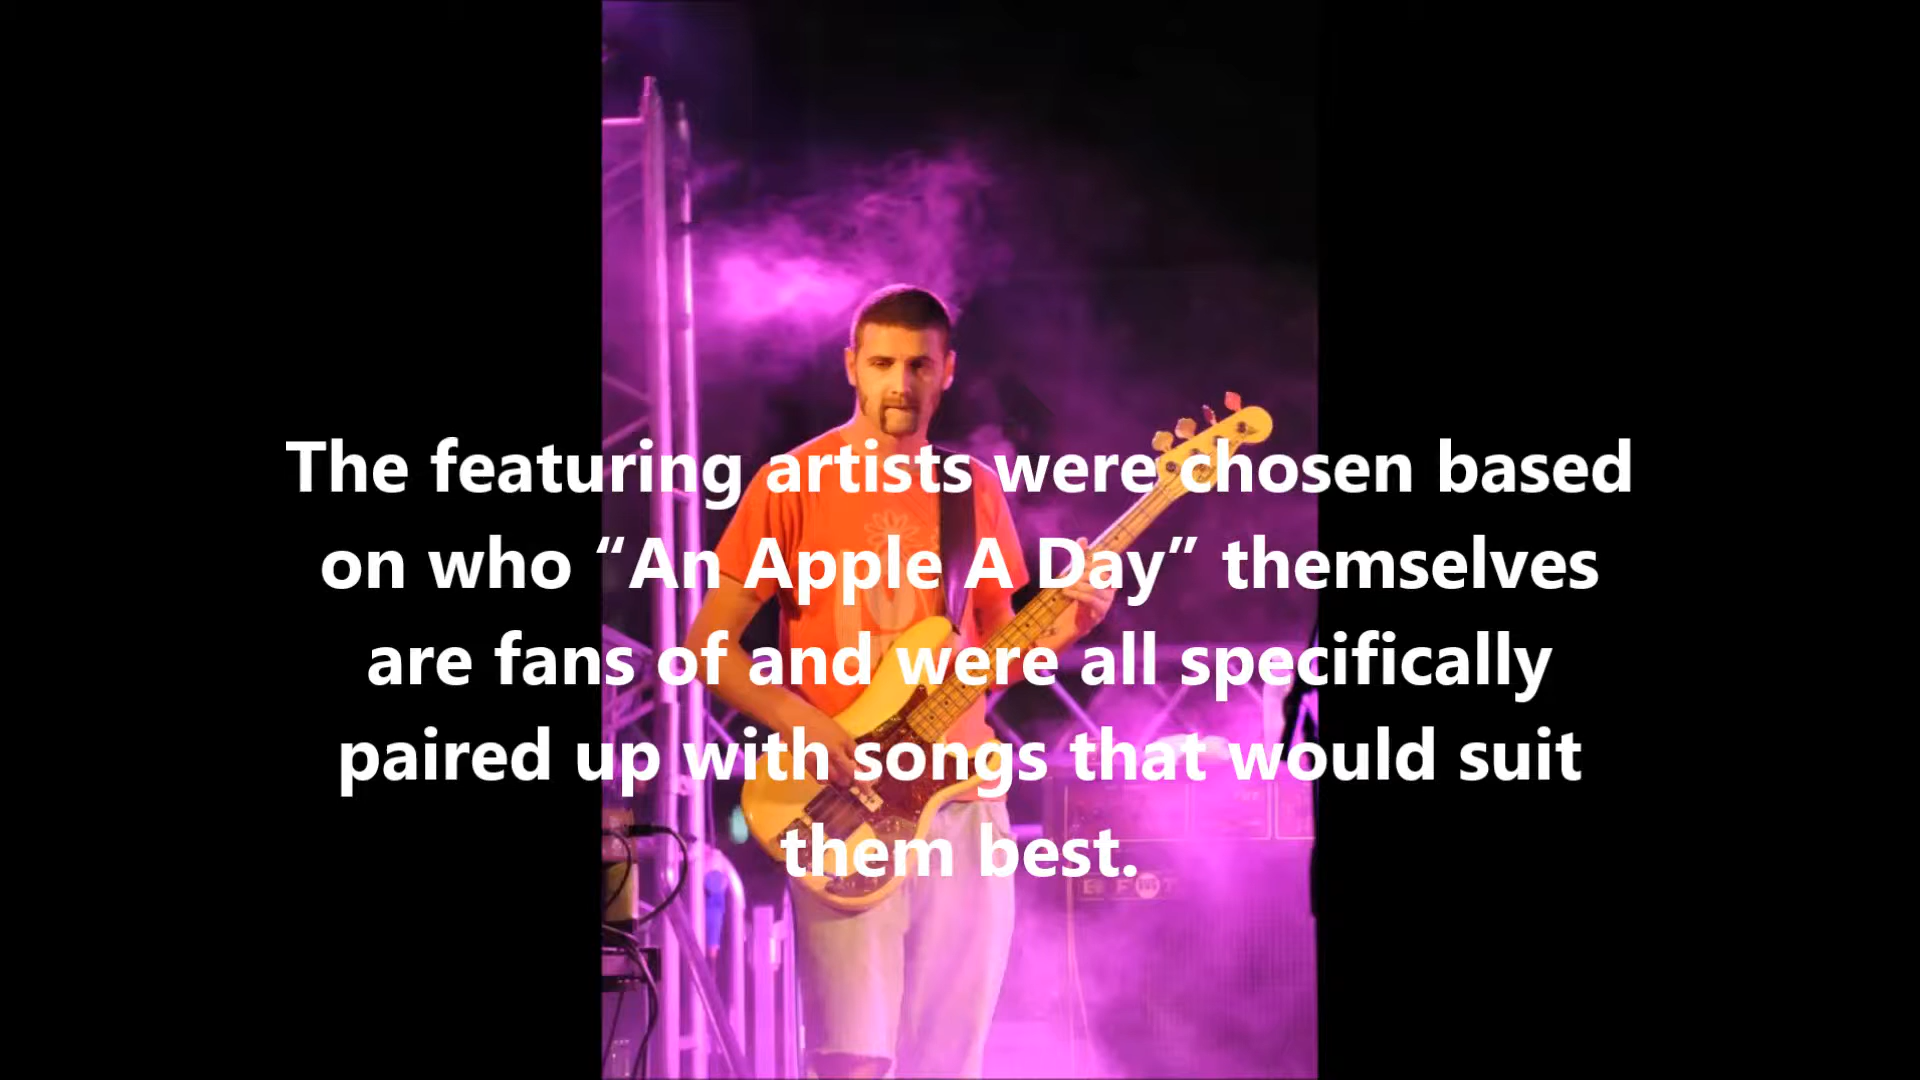 The featuring artists were chosen based
on who “An Apple A Day” themselves
are fans of and were all specifically
paired up with songs that would suit
them best.